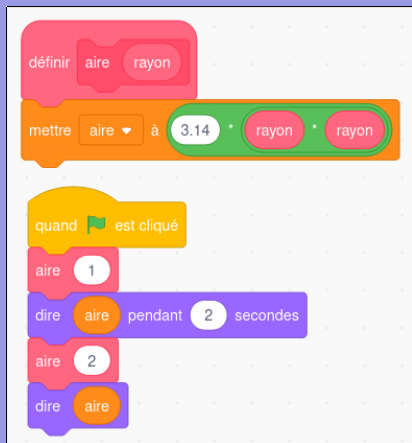 définir aire rayon
mettre aire à 3.14 * rayon * rayon
quand est cliqué
aire 1
dire aire pendant 2 secondes
aire 2
dire aire